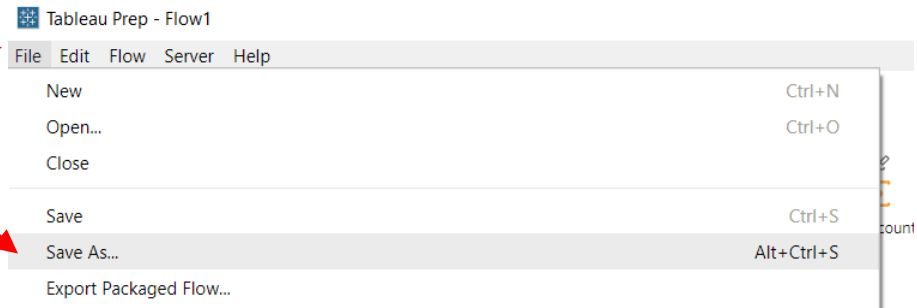 Tableau Prep - Flow1
File Edit Flow Server Help
New Ctrl+N
Open... Ctrl+O
Close
Save Ctrl+S
Save As... Alt+Ctrl+S
Export Packaged Flow...